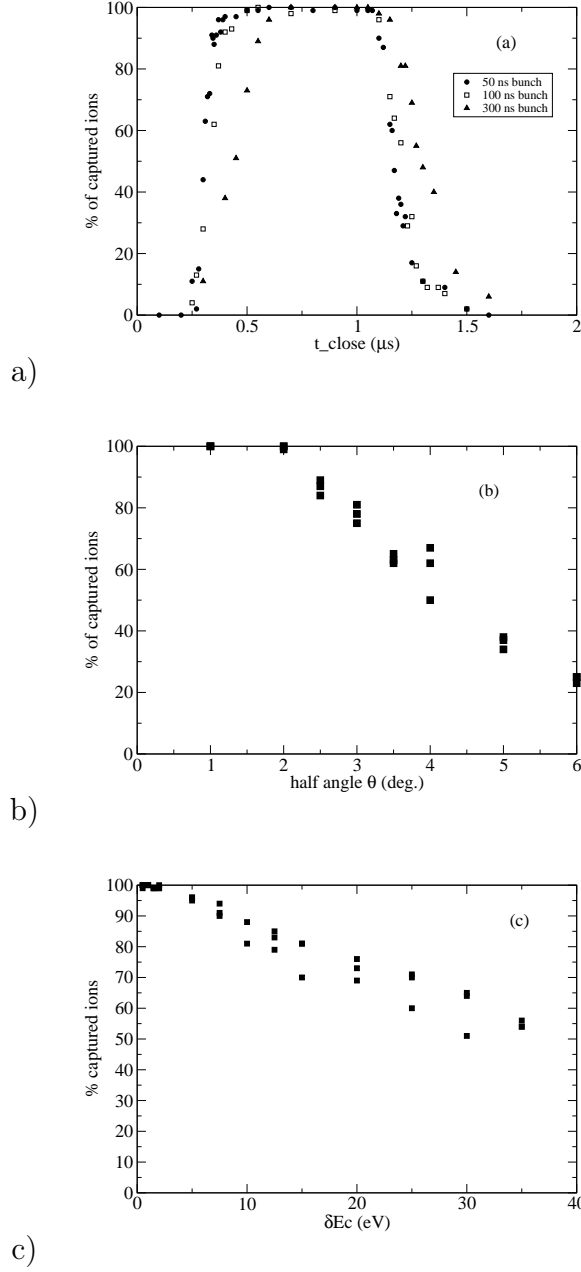 100
80
60
40
20
0
% of captured ions
(a)
50 ns bunch
100 ns bunch
300 ns bunch
0 0.5 1 1.5 2
t_close (μs)
a)
100
80
60
40
20
0
% of captured ions
(b)
0 1 2 3 4 5 6
half angle θ (deg.)
b)
100
90
80
70
60
50
40
30
20
10
0
% captured ions
(c)
0 10 20 30 40
δEc (eV)
c)